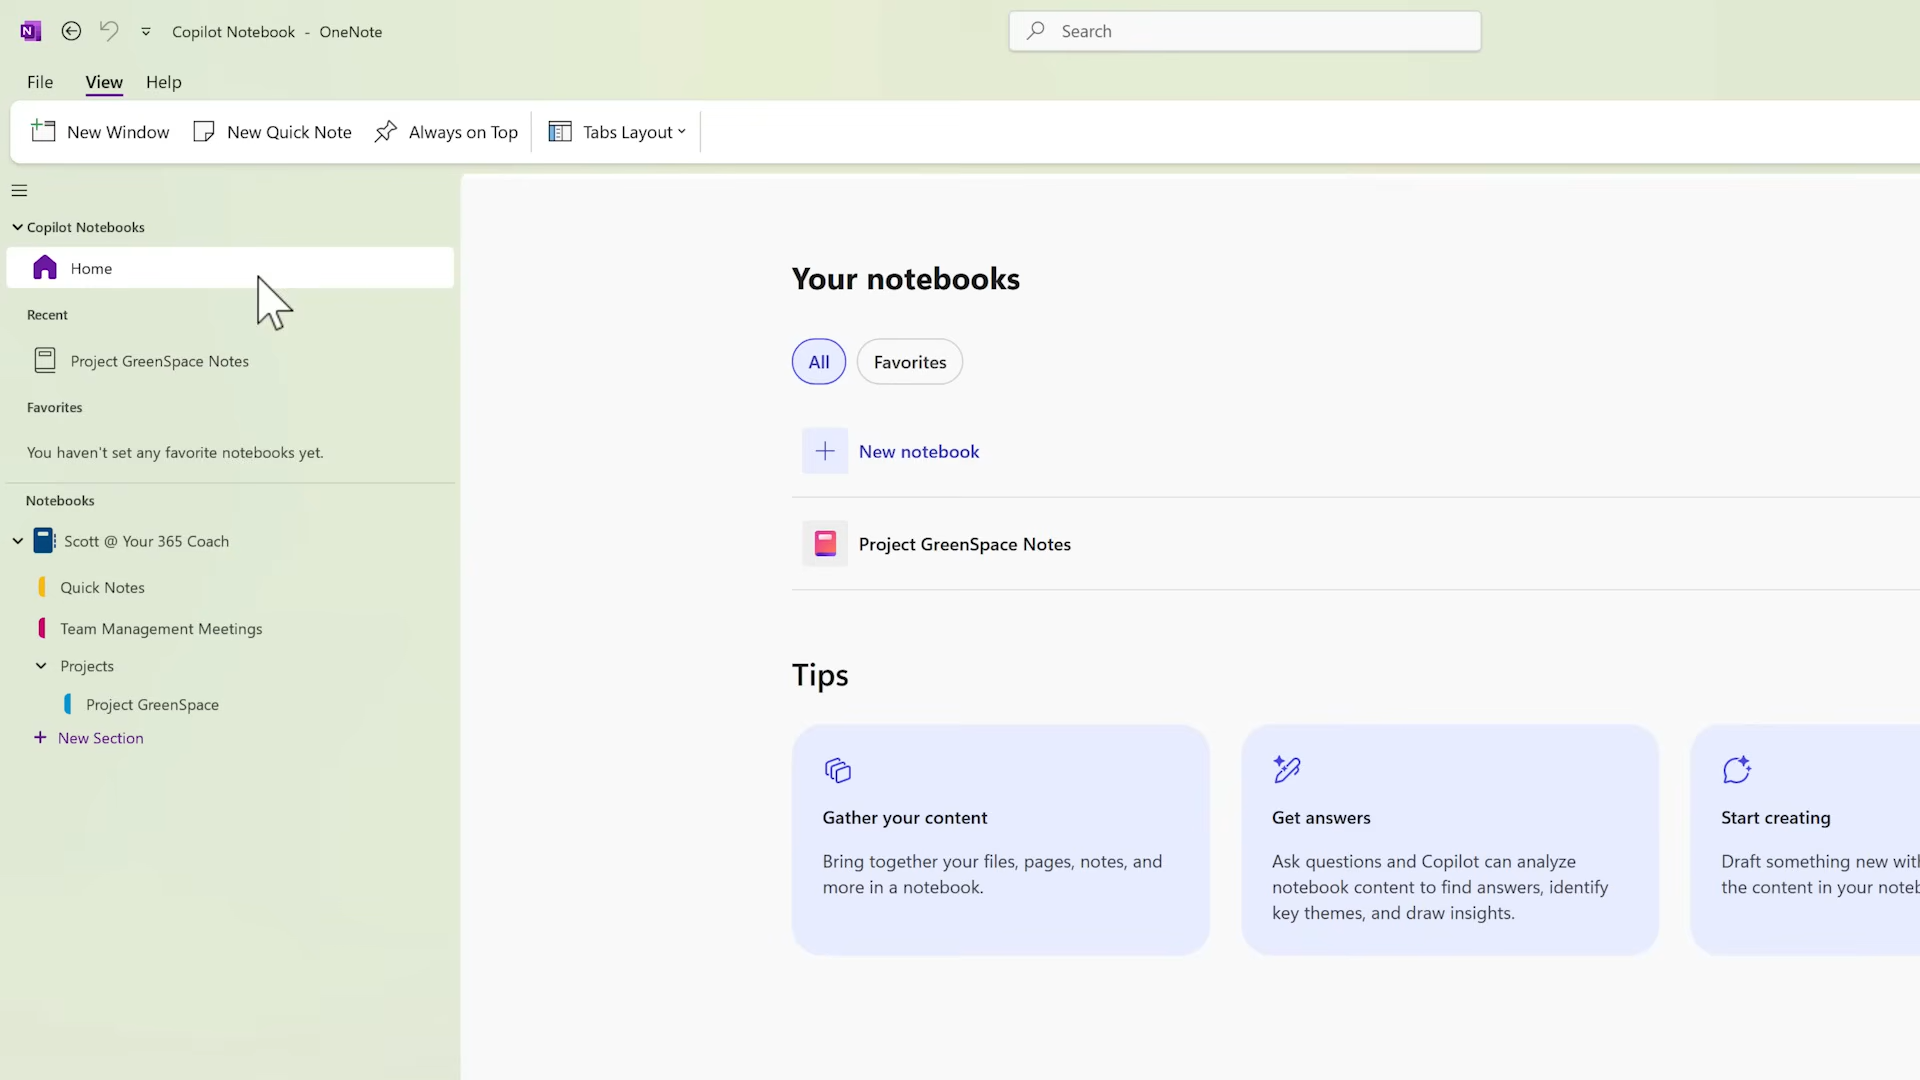 Copilot Notebook - OneNote
Search
File View Help
New Window New Quick Note Always on Top Tabs Layout
Copilot Notebooks
Home
Recent
Project GreenSpace Notes
Favorites
You haven't set any favorite notebooks yet.
Notebooks
Scott @ Your 365 Coach
Quick Notes
Team Management Meetings
Projects
Project GreenSpace
+ New Section
Your notebooks
All Favorites
New notebook
Project GreenSpace Notes
Tips
Gather your content
Bring together your files, pages, notes, and
more in a notebook.
Get answers
Ask questions and Copilot can analyze
notebook content to find answers, identify
key themes, and draw insights.
Start creating
Draft something new
the content in your